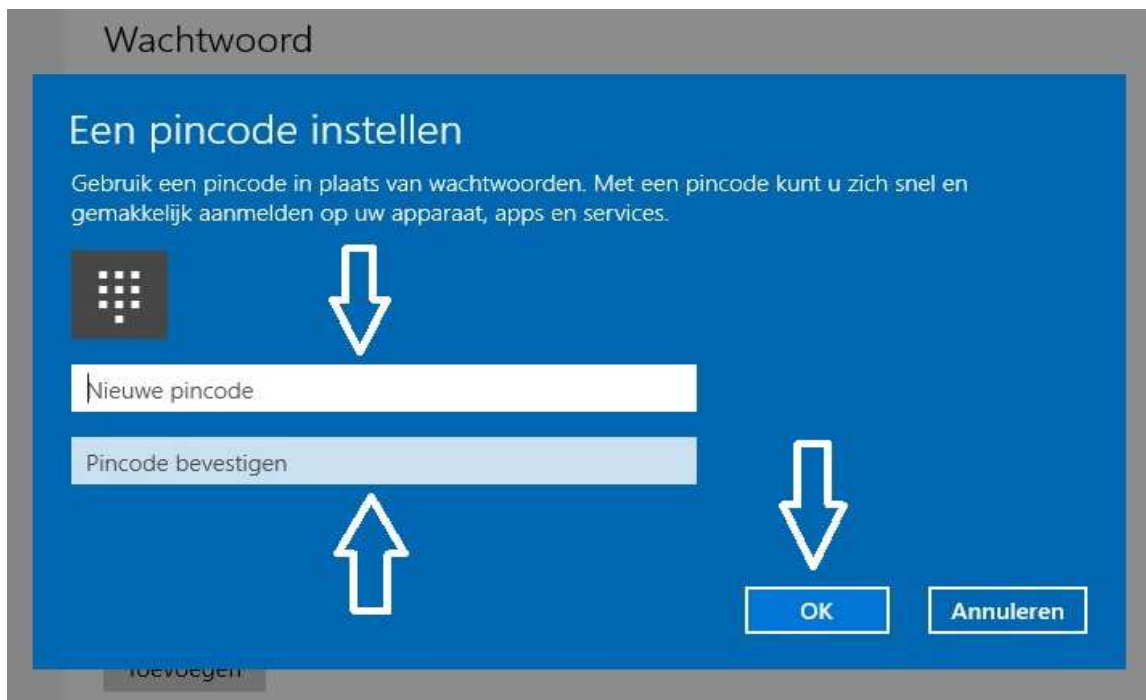 Wachtwoord
Een pincode instellen
Gebruik een pincode in plaats van wachtwoorden. Met een pincode kunt u zich snel en
gemakkelijk aanmelden op uw apparaat, apps en services.
Nieuwe pincode
Pincode bevestigen
OK
Annuleren
Toevoegen